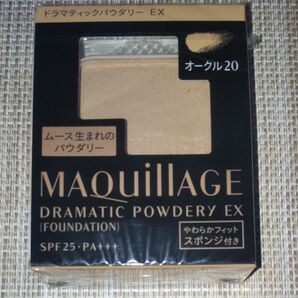 ドラマティックパウダリー EX
オークル20
ムース生まれの
パウダリー
MAQuillAGE
DRAMATIC POWDERY EX
(FOUNDATION)
SPF25・PA+++
やわらかフィット
スポンジ付き